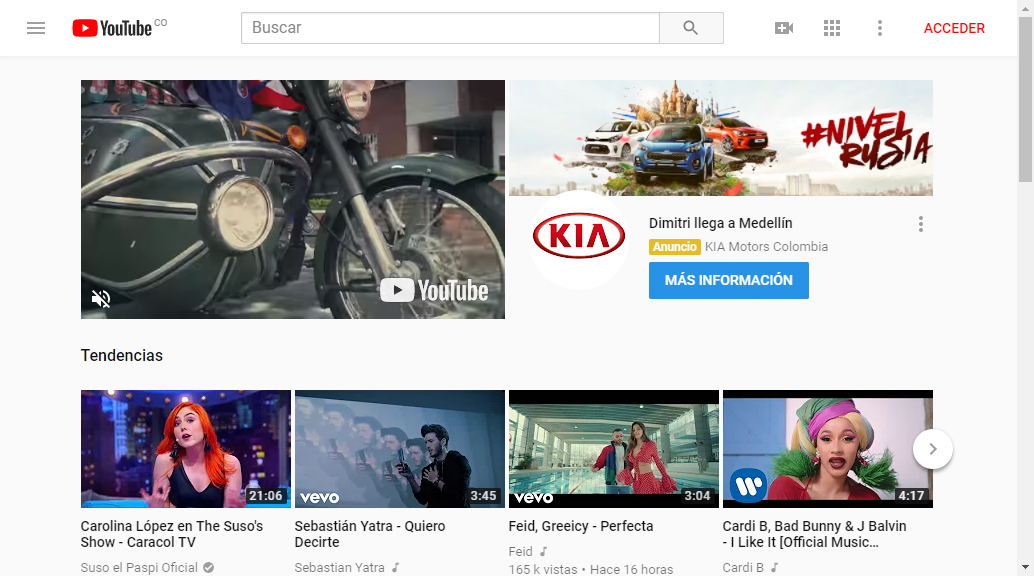 YouTube CO
Buscar
ACCEDER
#NIVEL
RUSIA
YouTube
KIA
Dimitri llega a Medellín
Anuncio KIA Motors Colombia
MÁS INFORMACIÓN
Tendencias
21:06
vevo
3:45
vevo
3:04
W
4:17
Carolina López en The Suso's
Show - Caracol TV
Suso el Paspi Oficial
Sebastián Yatra - Quiero
Decirte
Sebastian Yatra
Feid, Greeicy - Perfecta
Feid
165 k vistas • Hace 16 horas
Cardi B, Bad Bunny & J Balvin
- I Like It [Official Music...
Cardi B